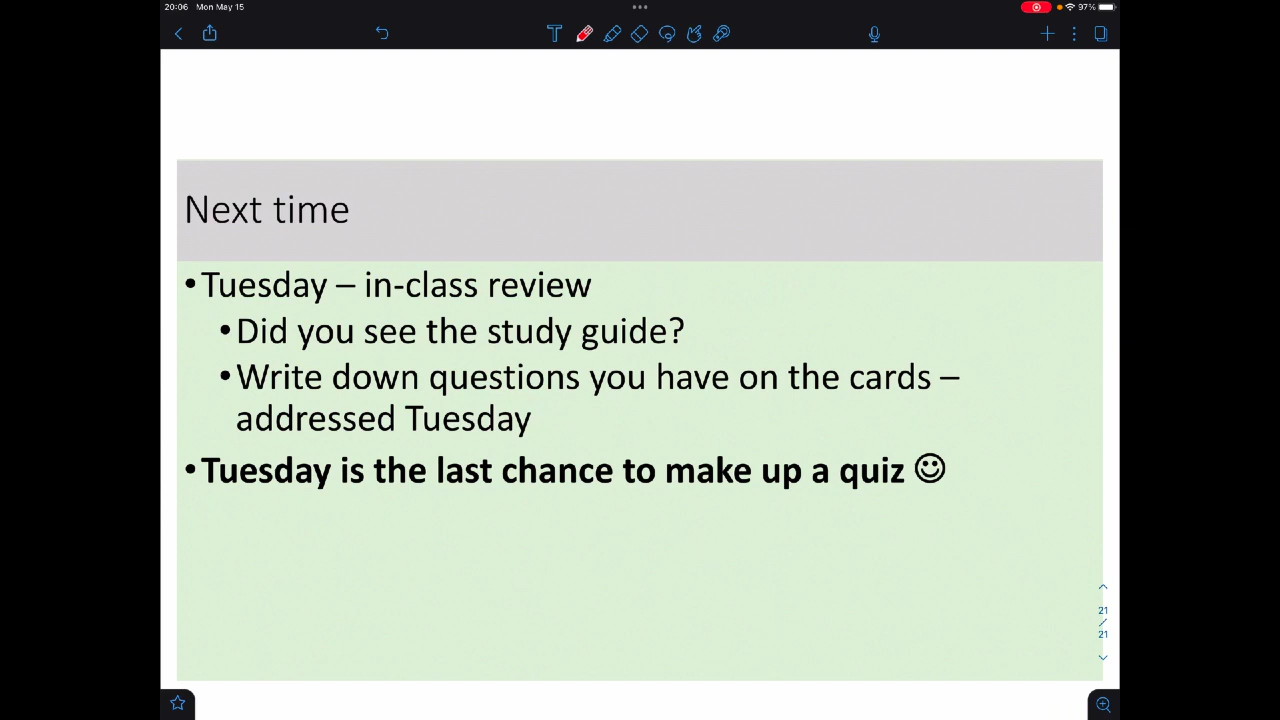 20:06 Mon May 15
97%
Next time
•Tuesday – in-class review
•Did you see the study guide?
•Write down questions you have on the cards –
addressed Tuesday
•Tuesday is the last chance to make up a quiz ☺
21
/
21